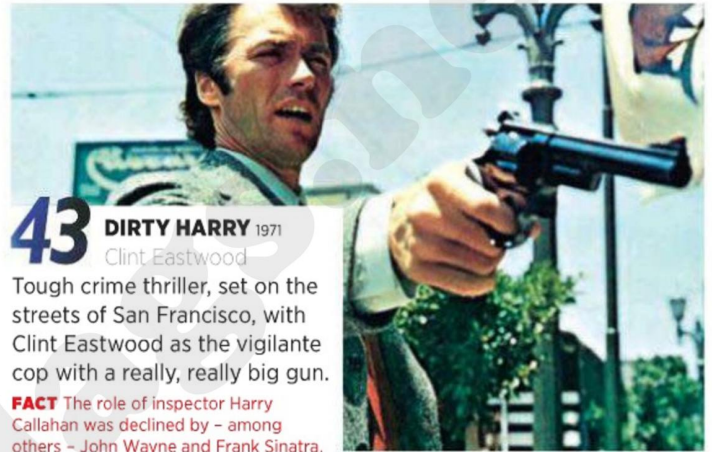 43 DIRTY HARRY 1971
Clint Eastwood
Tough crime thriller, set on the
streets of San Francisco, with
Clint Eastwood as the vigilante
cop with a really, really big gun.
FACT The role of inspector Harry
Callahan was declined by – among
others – John Wayne and Frank Sinatra.